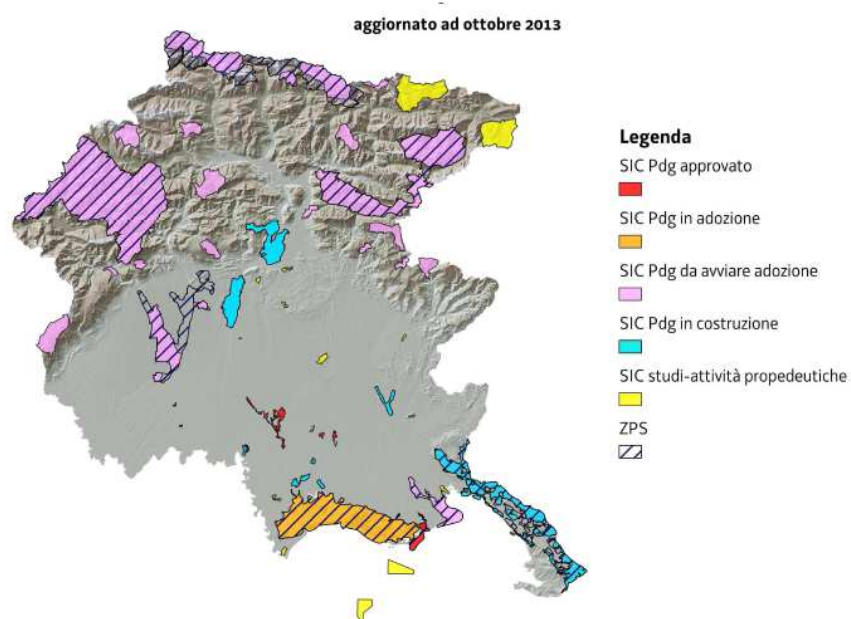 aggiornato ad ottobre 2013
Legenda
SIC Pdg approvato
SIC Pdg in adozione
SIC Pdg da avviare adozione
SIC Pdg in costruzione
SIC studi-attività propedeutiche
ZPS